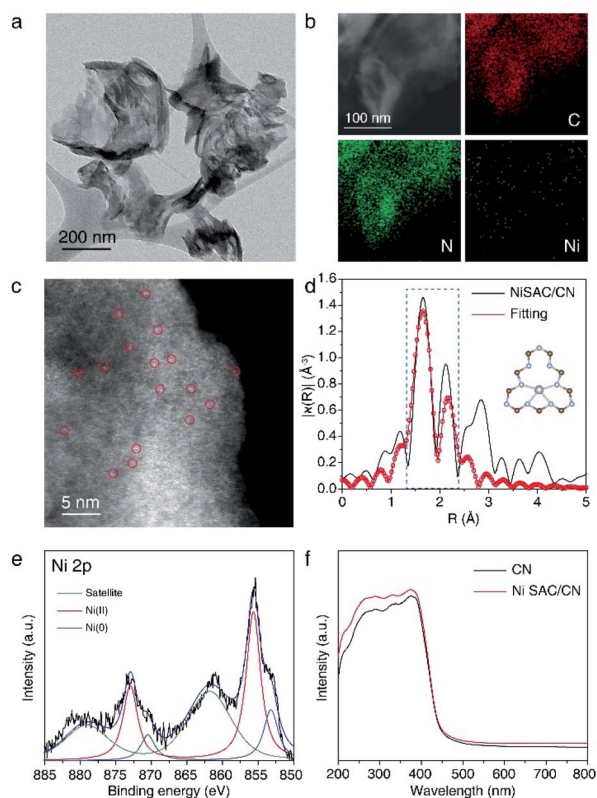 a
200 nm
b
100 nm
C
N
Ni
c
5 nm
d
NiSAC/CN
Fitting
|κ(R)| (Å-3)
1.6
1.4
1.2
1.0
0.8
0.6
0.4
0.2
0.0
0 1 2 3 4 5
R (Å)
e
Ni 2p
Satellite
Ni(II)
Ni(0)
Intensity (a.u.)
885 875 870 865 855 850
Binding energy (eV)
f
CN
Ni SAC/CN
Intensity (a.u.)
200 300 400 500 600 700 800
Wavelength (nm)